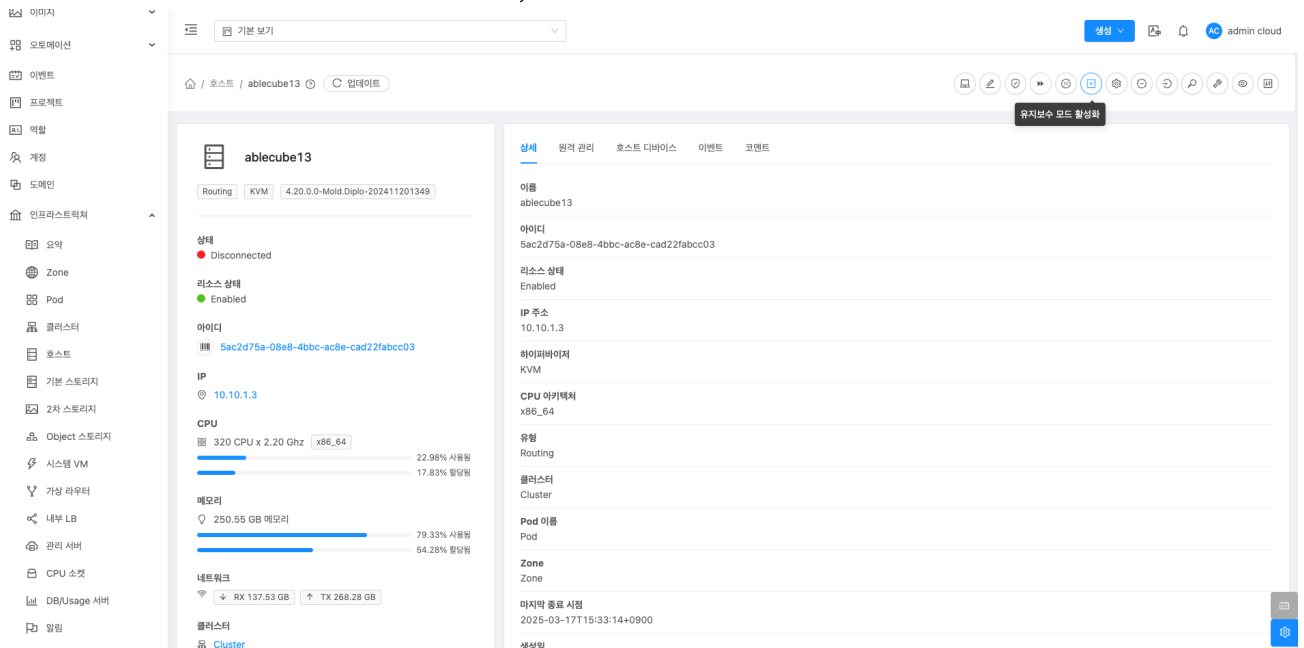 이미지
오토메이션
이벤트
프로젝트
역할
계정
도메인
인프라스트럭쳐
요약
Zone
Pod
클러스터
호스트
기본 스토리지
2차 스토리지
Object 스토리지
시스템 VM
가상 라우터
내부 LB
관리 서버
CPU 소켓
DB/Usage 서버
알림
기본 보기
생성
AC admin cloud
/ 호스트 / ablecube13 업데이트
유지보수 모드 활성화
ablecube13
Routing KVM 4.20.0.0-Mold.Diplo-202411201349
상태
Disconnected
리소스 상태
Enabled
아이디
5ac2d75a-08e8-4bbc-ac8e-cad22fabcc03
IP
10.10.1.3
CPU
320 CPU x 2.20 Ghz x86_64
22.98% 사용됨
17.83% 할당됨
메모리
250.55 GB 메모리
79.33% 사용됨
54.28% 할당됨
네트워크
RX 137.53 GB TX 268.28 GB
클러스터
Cluster
상세 원격 관리 호스트 디바이스 이벤트 코멘트
이름
ablecube13
아이디
5ac2d75a-08e8-4bbc-ac8e-cad22fabcc03
리소스 상태
Enabled
IP 주소
10.10.1.3
하이퍼바이저
KVM
CPU 아키텍쳐
x86_64
유형
Routing
클러스터
Cluster
Pod 이름
Pod
Zone
Zone
마지막 종료 시점
2025-03-17T15:33:14+0900
생성일